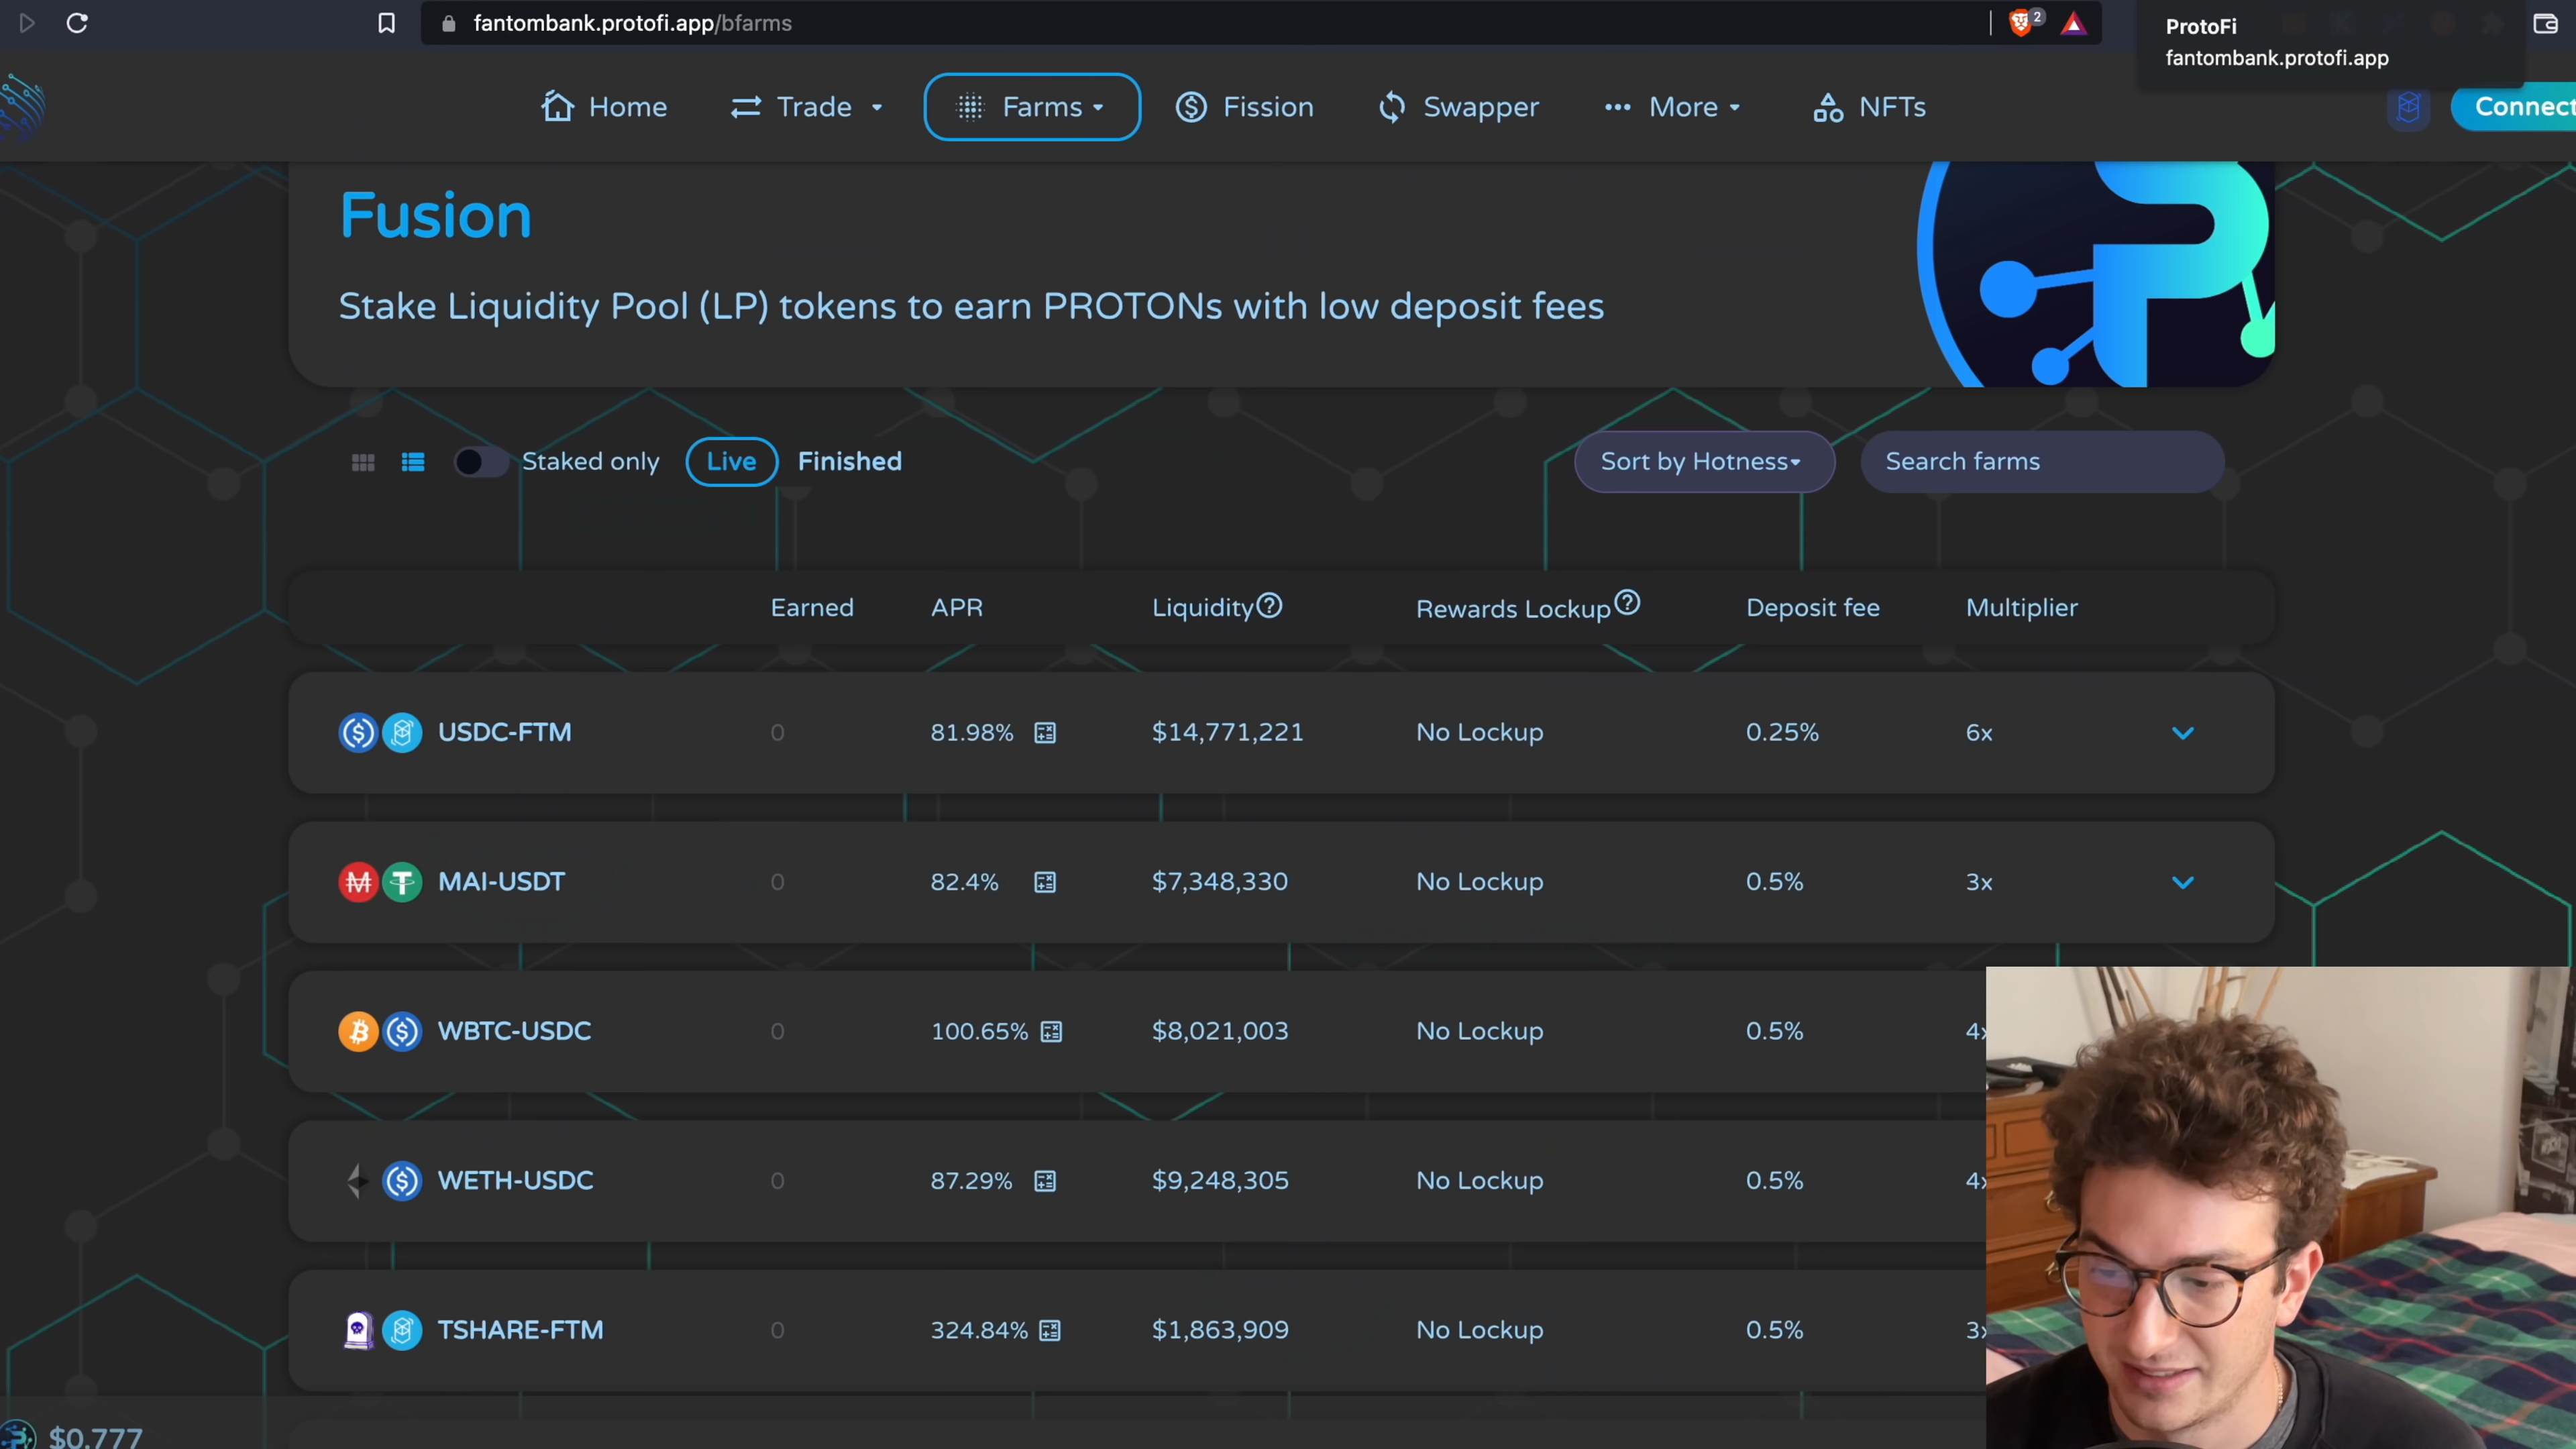 fantombank.protofi.app/bfarms
2
ProtoFi
fantombank.protofi.app
Home
Trade
Farms
Fission
Swapper
More
NFTs
Connect
Fusion
Stake Liquidity Pool (LP) tokens to earn PROTONs with low deposit fees
Staked only
Live
Finished
Sort by Hotness
Search farms
Earned APR Liquidity Rewards Lockup Deposit fee Multiplier
USDC-FTM 0 81.98% $14,771,221 No Lockup 0.25% 6x
MAI-USDT 0 82.4% $7,348,330 No Lockup 0.5% 3x
WBTC-USDC 0 100.65% $8,021,003 No Lockup 0.5% 4x
WETH-USDC 0 87.29% $9,248,305 No Lockup 0.5% 4x
TSHARE-FTM 0 324.84% $1,863,909 No Lockup 0.5% 3x
$0.777